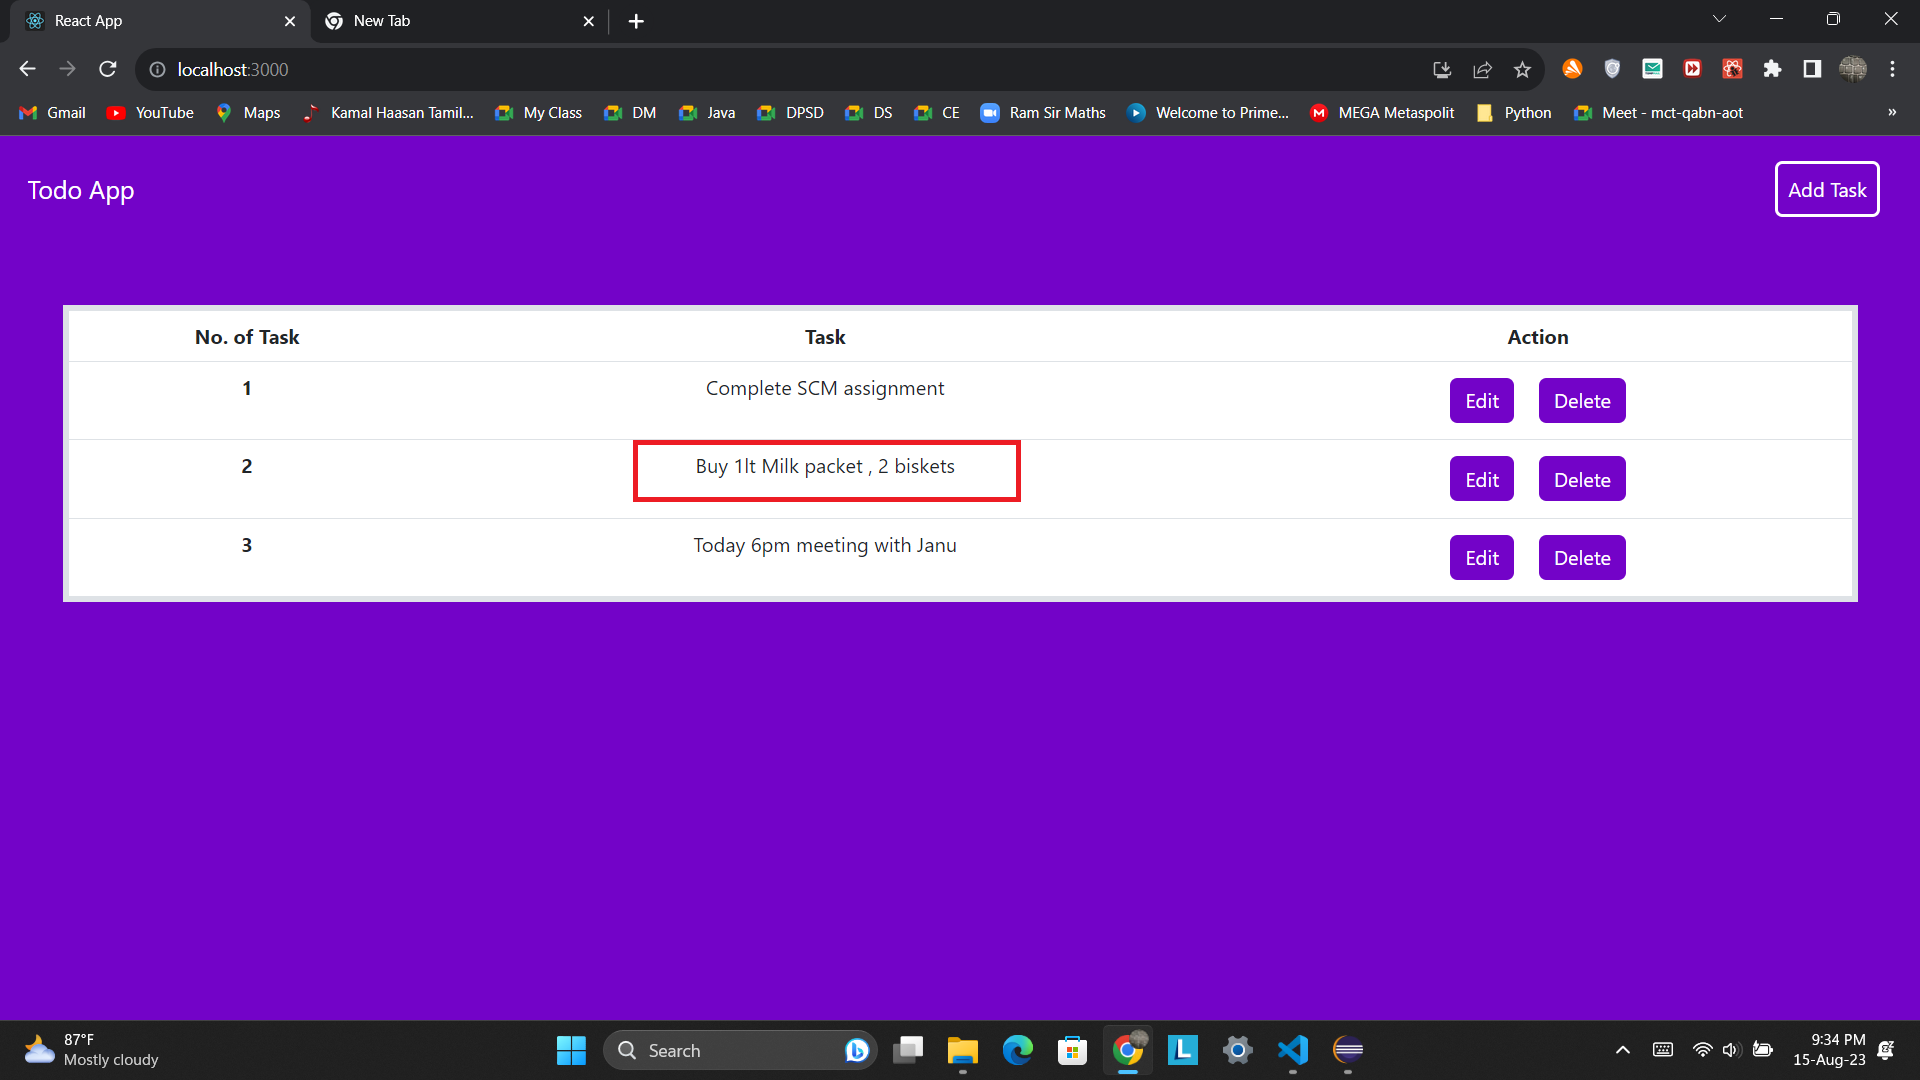 React App
New Tab
localhost:3000
Gmail YouTube Maps Kamal Haasan Tamil... My Class DM Java DPSD DS CE Ram Sir Maths Welcome to Prime... MEGA Metaspolit Python Meet - mct-qabn-aot »
Todo App
Add Task
No. of Task Task Action
1 Complete SCM assignment Edit Delete
2 Buy 1lt Milk packet , 2 biskets Edit Delete
3 Today 6pm meeting with Janu Edit Delete
87°F
Mostly cloudy
Search
L
9:34 PM
15-Aug-23